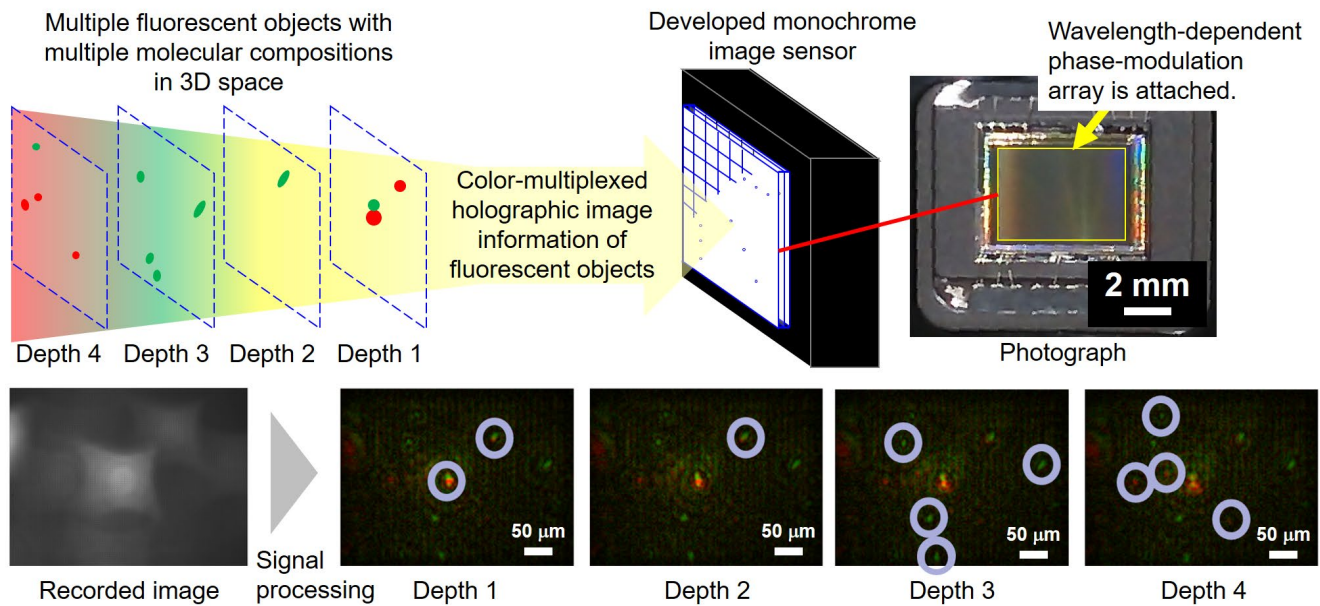 Multiple fluorescent objects with
multiple molecular compositions
in 3D space
Developed monochrome
image sensor
Wavelength-dependent
phase-modulation
array is attached.
Color-multiplexed
holographic image
information of
fluorescent objects
2 mm
Depth 4
Depth 3
Depth 2
Depth 1
Photograph
50 μm
50 μm
50 μm
50 μm
Signal
processing
Recorded image
Depth 1
Depth 2
Depth 3
Depth 4